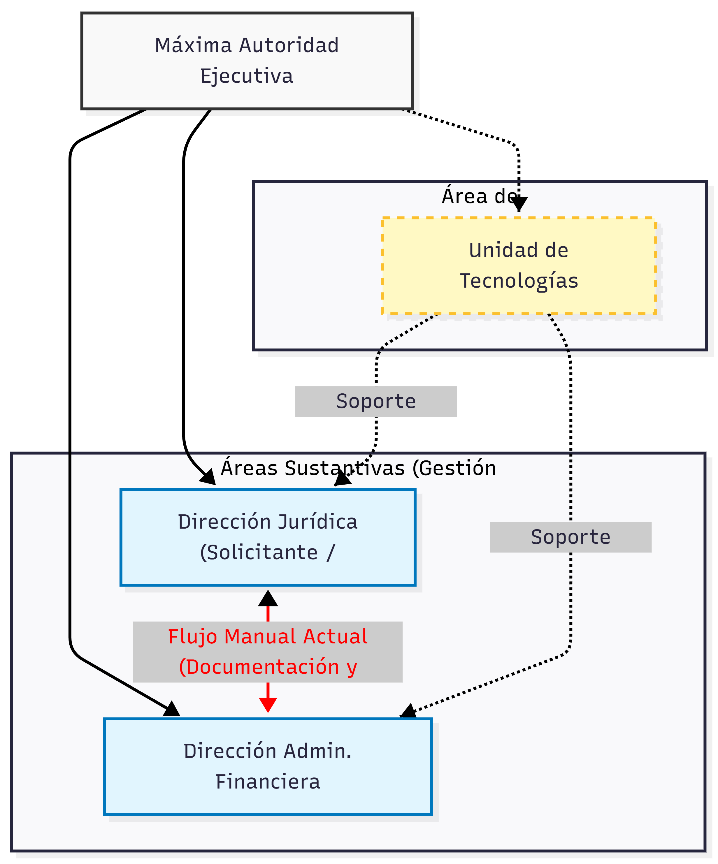 Máxima Autoridad
Ejecutiva
Área de
Unidad de
Tecnologías
Soporte
Áreas Sustantivas (Gestión
Dirección Jurídica
(Solicitante /
Soporte
Flujo Manual Actual
(Documentación y
Dirección Admin.
Financiera